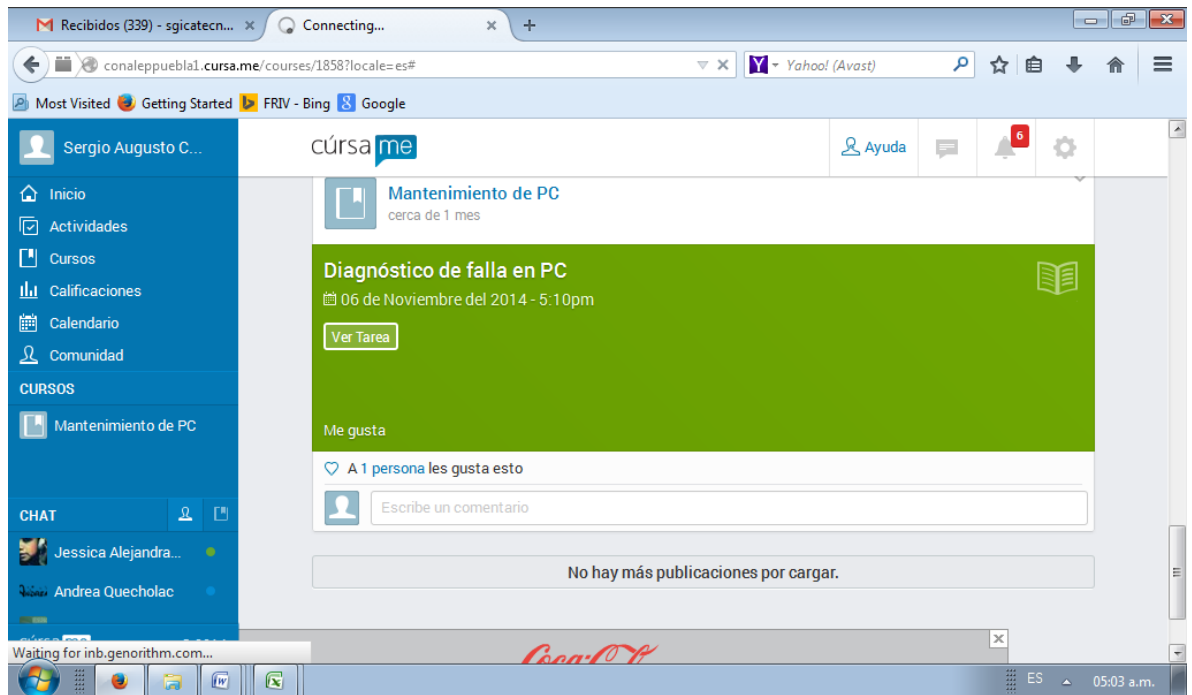 Recibidos (339) - sgicatecn...
Connecting...
conaleppuebla1.cursa.me/courses/1858?locale=es#
Yahoo! (Avast)
Most Visited Getting Started FRIV - Bing Google
Sergio Augusto C...
cúrsame
Ayuda
6
Inicio
Actividades
Cursos
Calificaciones
Calendario
Comunidad
CURSOS
Mantenimiento de PC
CHAT
Jessica Alejandra...
Andrea Quecholac
Mantenimiento de PC
cerca de 1 mes
Diagnóstico de falla en PC
06 de Noviembre del 2014 - 5:10pm
Ver Tarea
Me gusta
A 1 persona les gusta esto
Escribe un comentario
No hay más publicaciones por cargar.
Coca-Cola
Waiting for inb.genorithm.com...
ES
05:03 a.m.